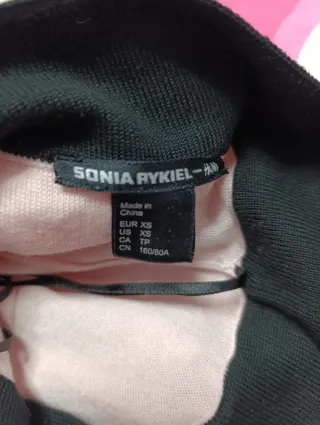 SONIA RYKIEL—H&M
Made in
China
EUR XS
US XS
CA TP
CN 160/80A